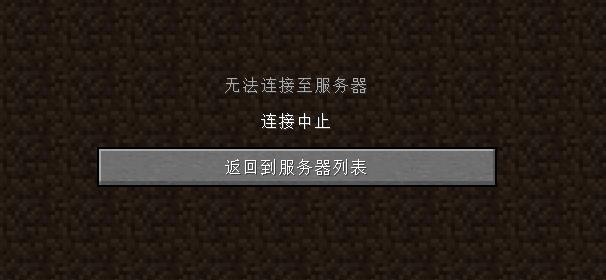 无法连接至服务器
连接中止
返回到服务器列表